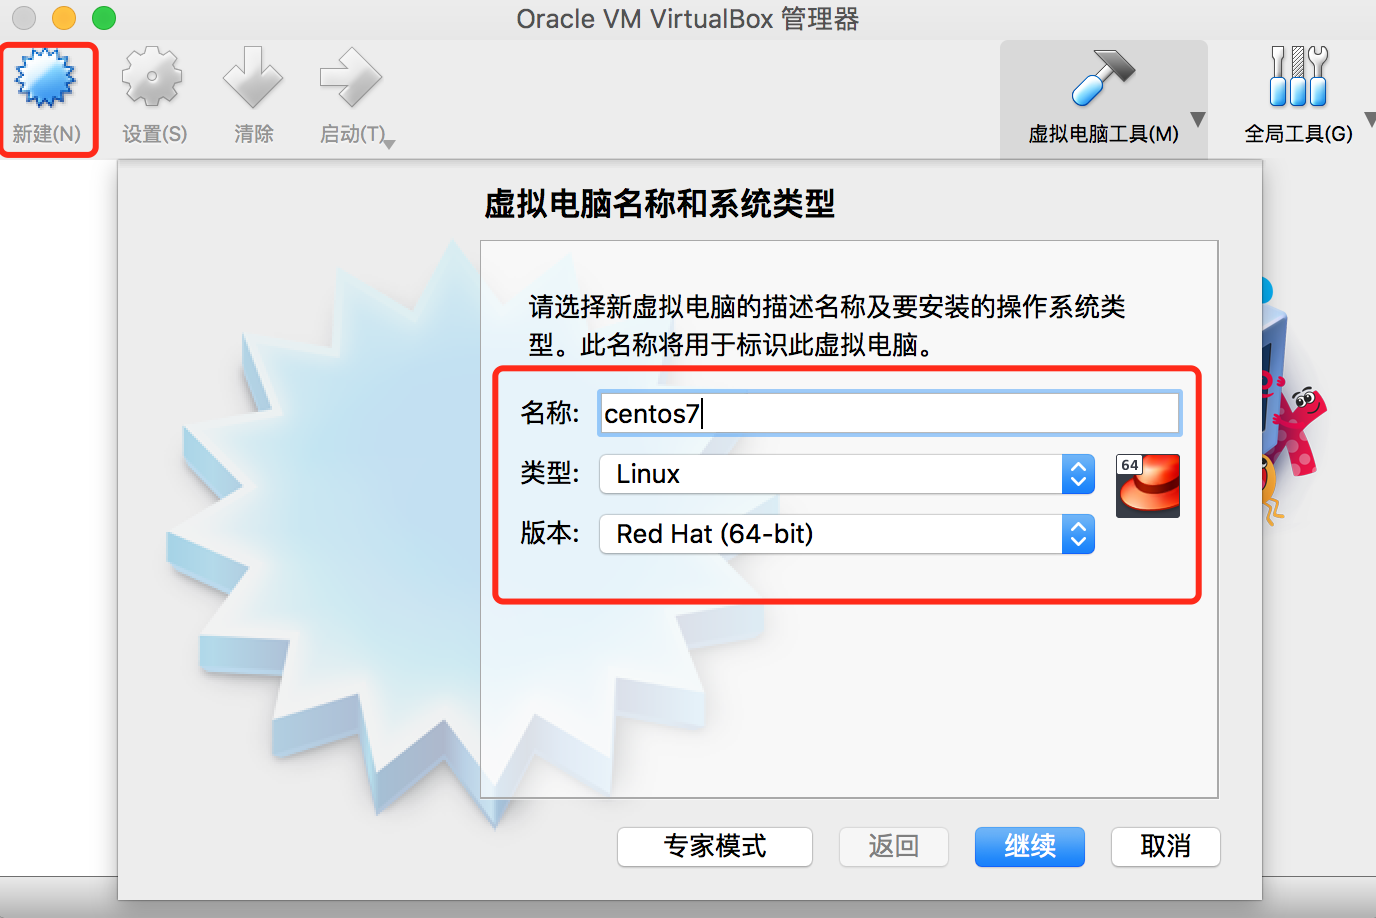 Oracle VM VirtualBox 管理器
新建(N)
设置(S)
清除
启动(T)
虚拟电脑工具(M)
全局工具(G)
虚拟电脑名称和系统类型
请选择新虚拟电脑的描述名称及要安装的操作系统类
型。此名称将用于标识此虚拟电脑。
名称: centos7
类型: Linux
64
版本: Red Hat (64-bit)
专家模式
返回
继续
取消